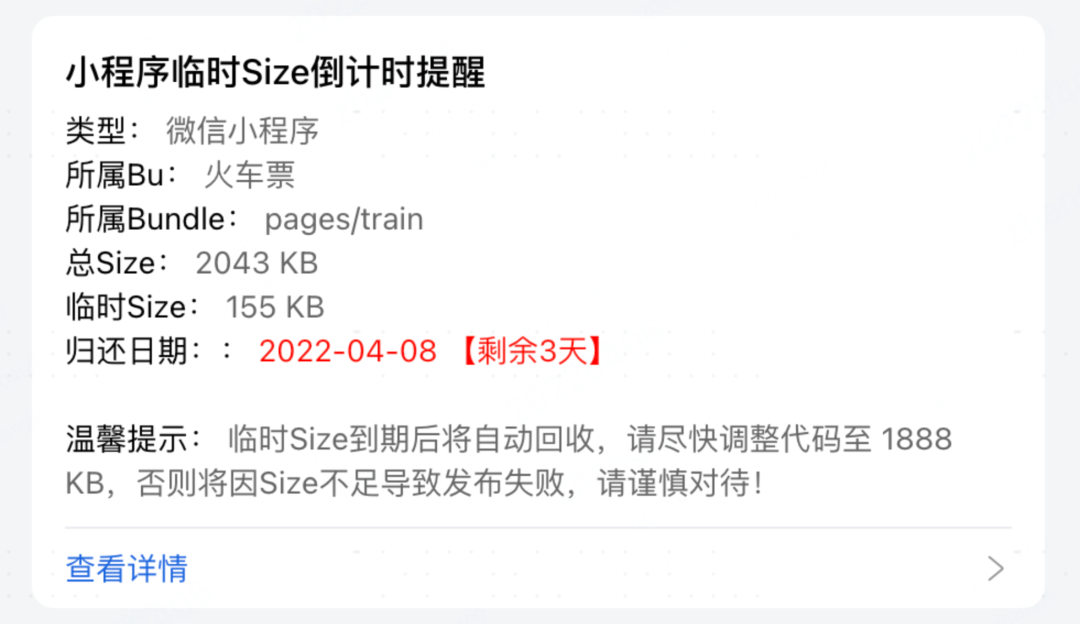 小程序临时Size倒计时提醒
类型： 微信小程序
所属Bu： 火车票
所属Bundle： pages/train
总Size： 2043 KB
临时Size： 155 KB
归还日期：： 2022-04-08 【剩余3天】
温馨提示： 临时Size到期后将自动回收，请尽快调整代码至 1888
KB，否则将因Size不足导致发布失败，请谨慎对待！
查看详情